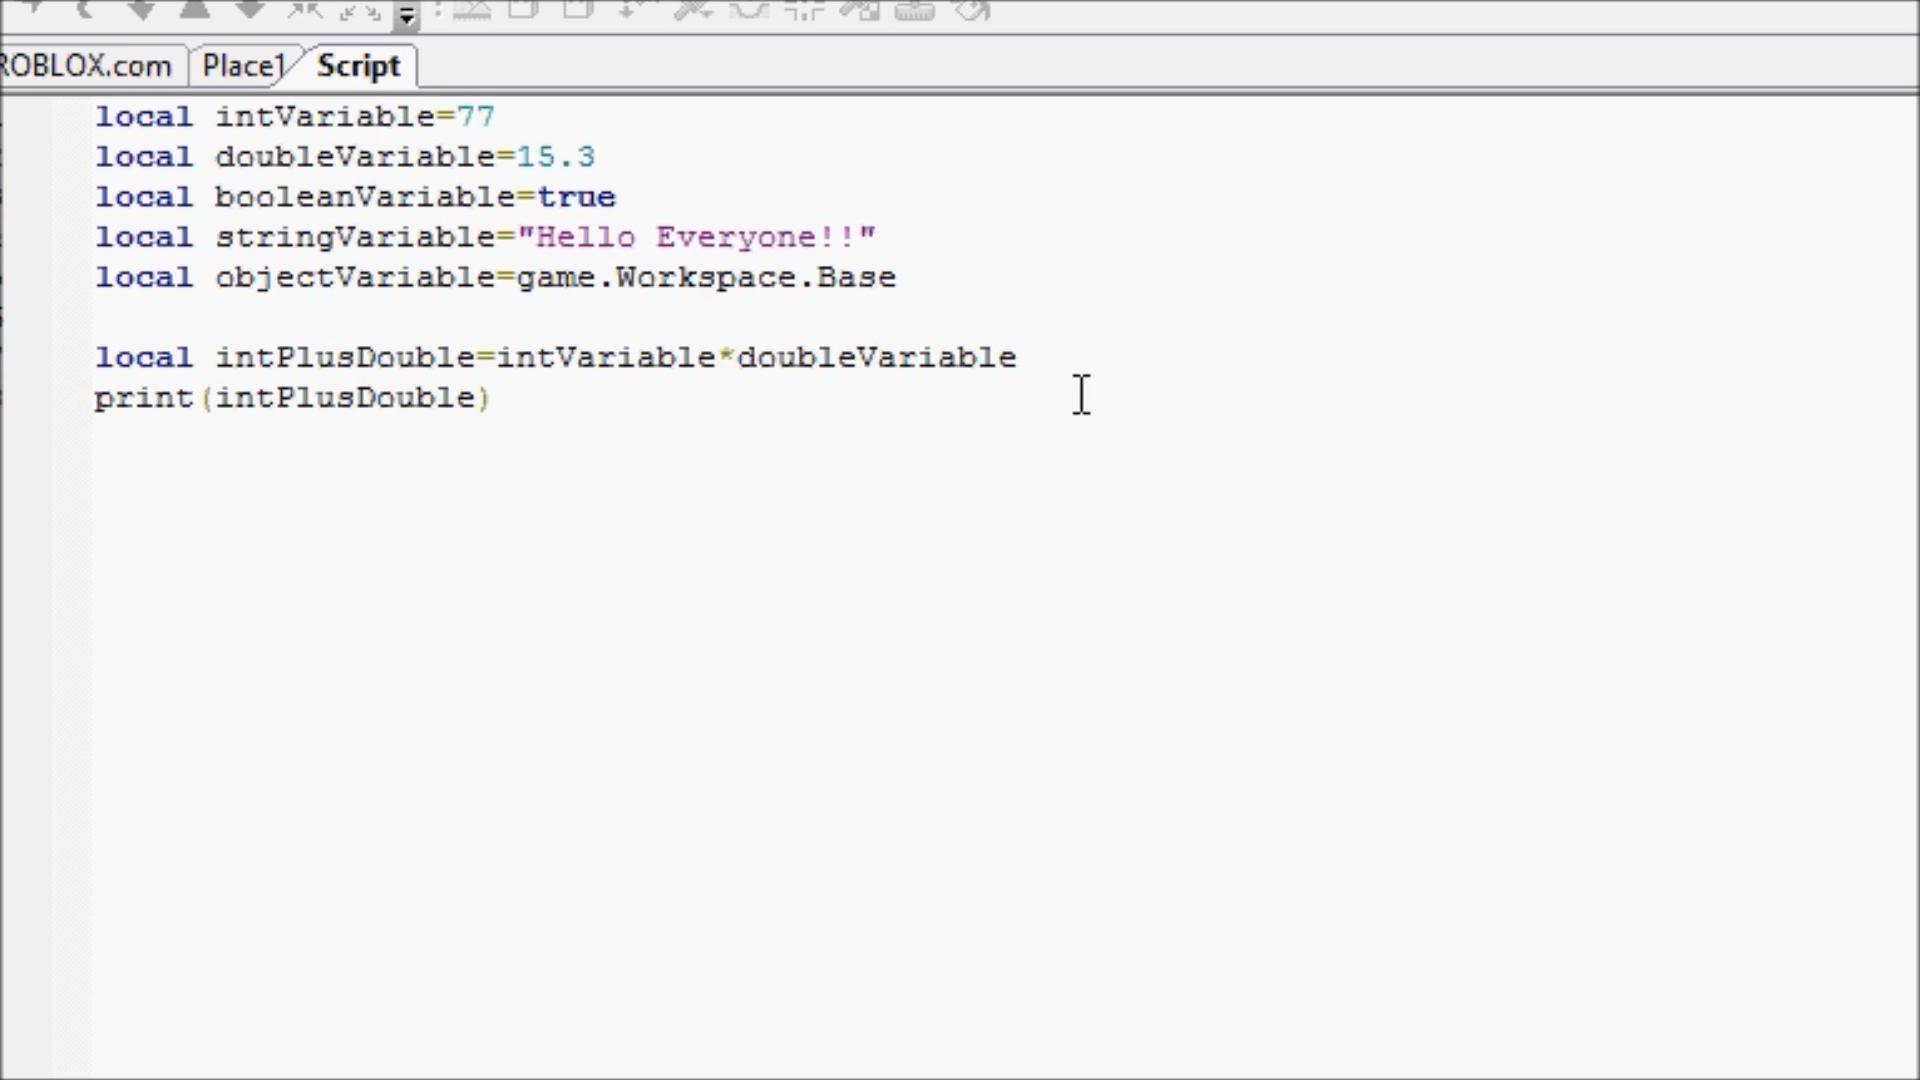 ROBLOX.com Place1 Script
local intVariable=77
local doubleVariable=15.3
local booleanVariable=true
local stringVariable="Hello Everyone!!"
local objectVariable=game.Workspace.Base
local intPlusDouble=intVariable*doubleVariable
print(intPlusDouble)